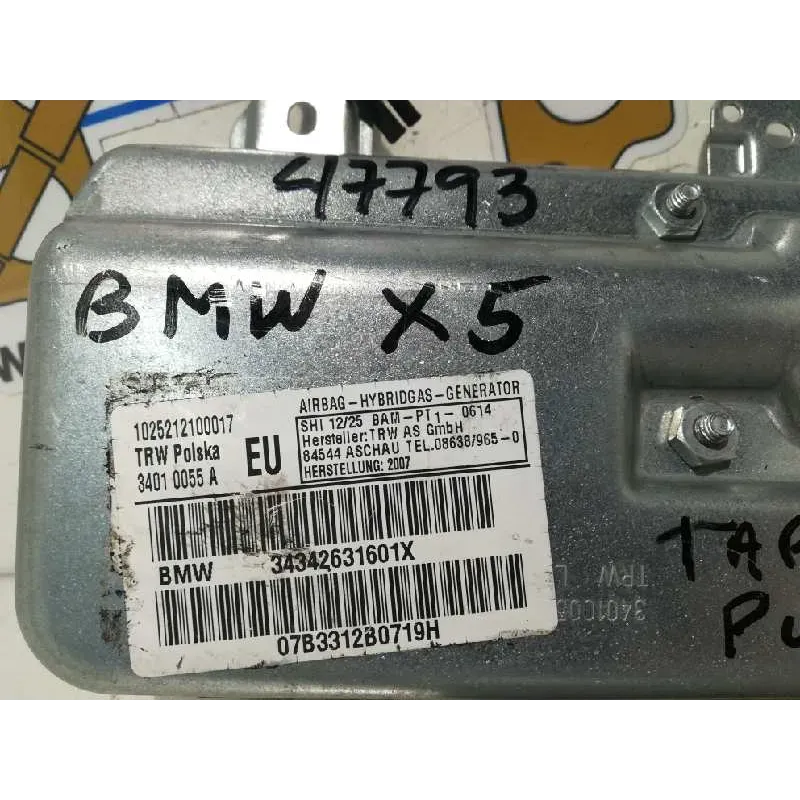 47793
BMW X5
1025212100017
TRW Polska
3401 0055 A
EU
AIRBAG-HYBRIDGAS-GENERATOR
SHI 12/25 BAM-PT1-0614
Hersteller:TRW AS GmbH
84544 ASCHAU TEL.08638/965-0
HERSTELLUNG: 2007
BMW 34342631601X
07B3312B0719H
TRW